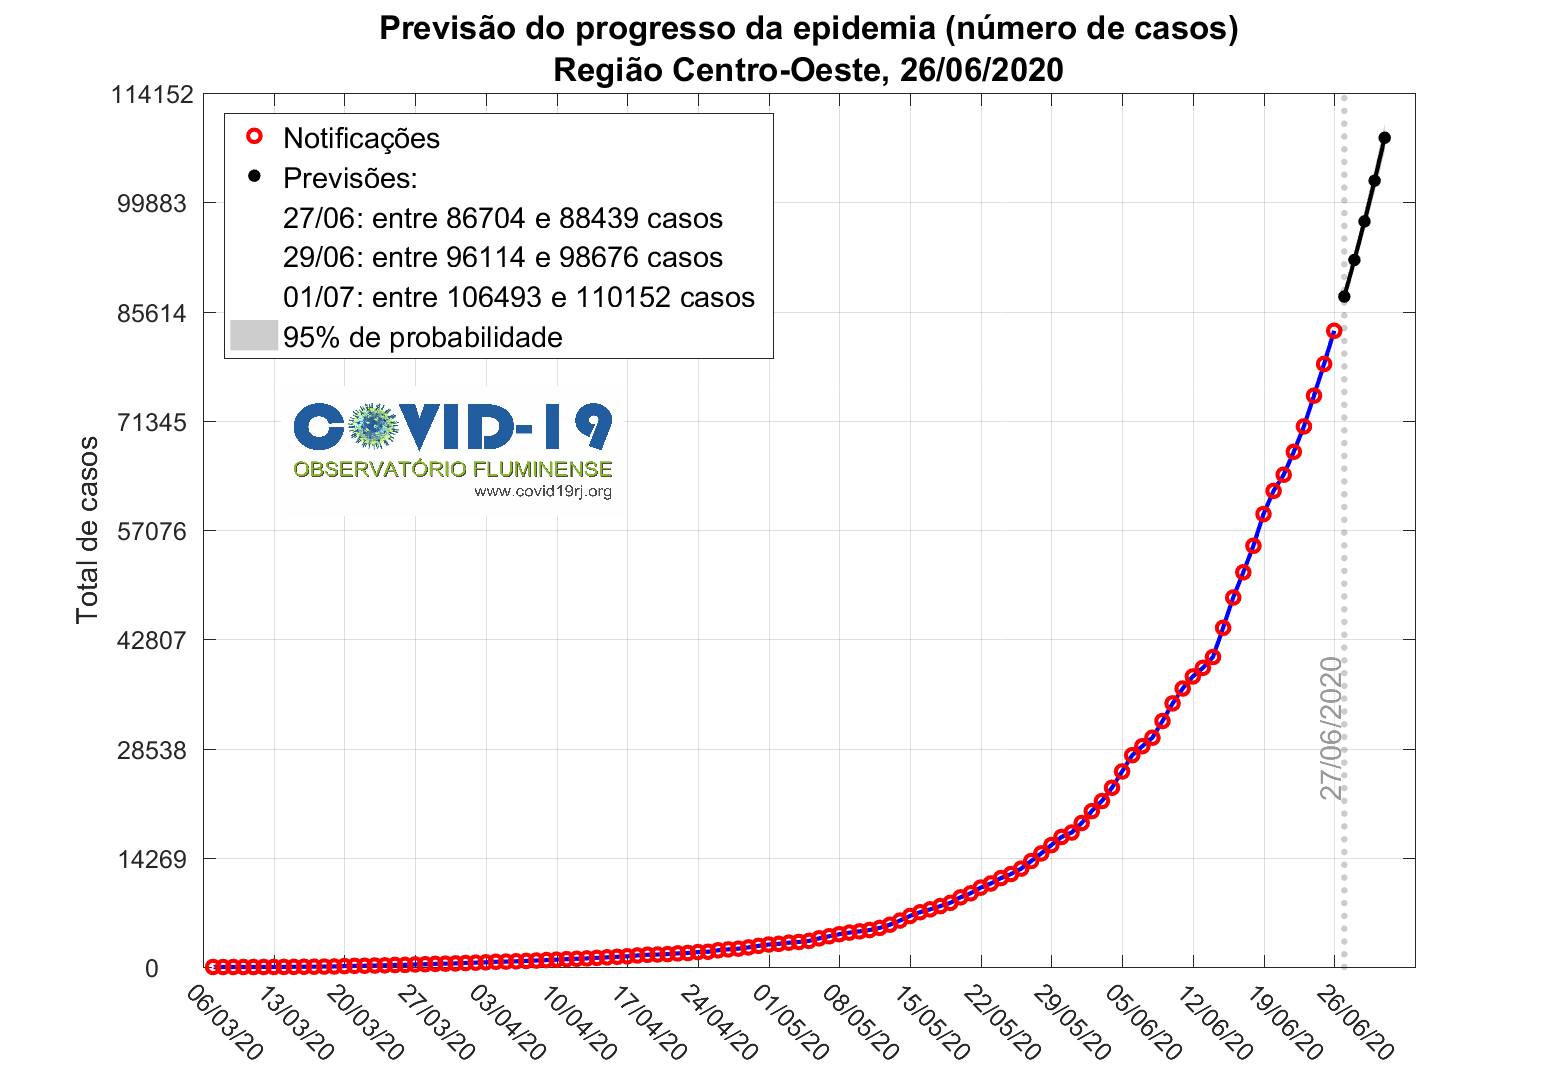 Previsão do progresso da epidemia (número de casos)
Região Centro-Oeste, 26/06/2020
114152
99883
85614
71345
57076
42807
28538
14269
0
Total de casos
Notificações
Previsões:
27/06: entre 86704 e 88439 casos
29/06: entre 96114 e 98676 casos
01/07: entre 106493 e 110152 casos
95% de probabilidade
COVID-19
OBSERVATÓRIO FLUMINENSE
www.covid19rj.org
27/06/2020
06/03/20
13/03/20
20/03/20
27/03/20
03/04/20
10/04/20
17/04/20
24/04/20
01/05/20
08/05/20
15/05/20
22/05/20
29/05/20
05/06/20
12/06/20
19/06/20
26/06/20